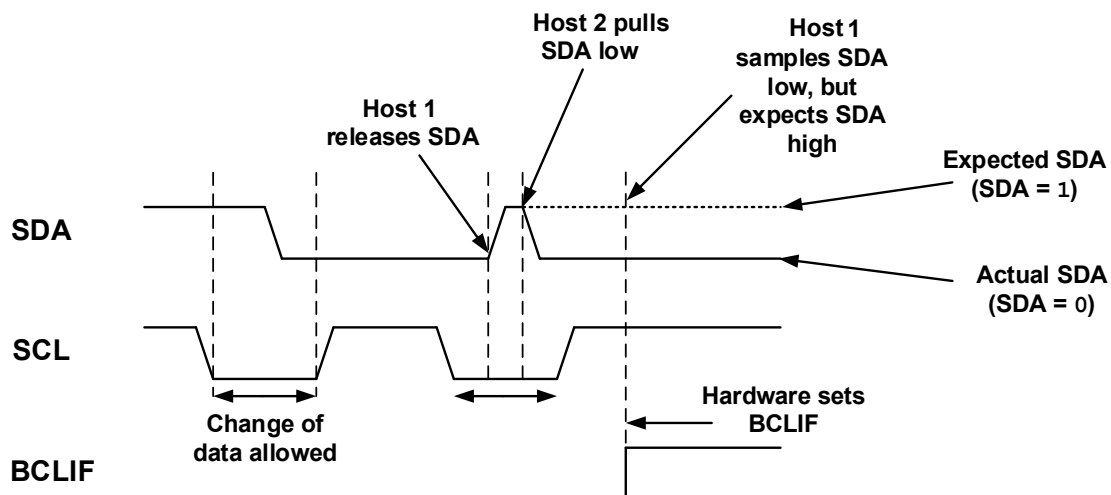 Host 2 pulls
SDA low
Host 1
samples SDA
low, but
expects SDA
high
Host 1
releases SDA
Expected SDA
(SDA = 1)
SDA
Actual SDA
(SDA = 0)
SCL
Change of
data allowed
Hardware sets
BCLIF
BCLIF